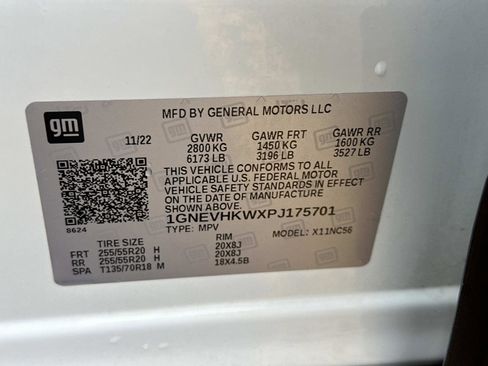 gm
MFD BY GENERAL MOTORS LLC
11/22 GVWR GAWR FRT GAWR RR
2800 KG 1450 KG 1600 KG
6173 LB 3196 LB 3527 LB
THIS VEHICLE CONFORMS TO ALL
APPLICABLE U.S. FEDERAL MOTOR
VEHICLE SAFETY STANDARDS IN EFFECT
ON THE DATE OF MANUFACTURE
SHOWN ABOVE.
8624
1GNEVHKWXPJ175701
TYPE: MPV MODEL: X11NC56
TIRE SIZE RIM
FRT 255/55R20 H 20X8J
RR 255/55R20 H 20X8J
SPA T135/70R18 M 18X4.5B